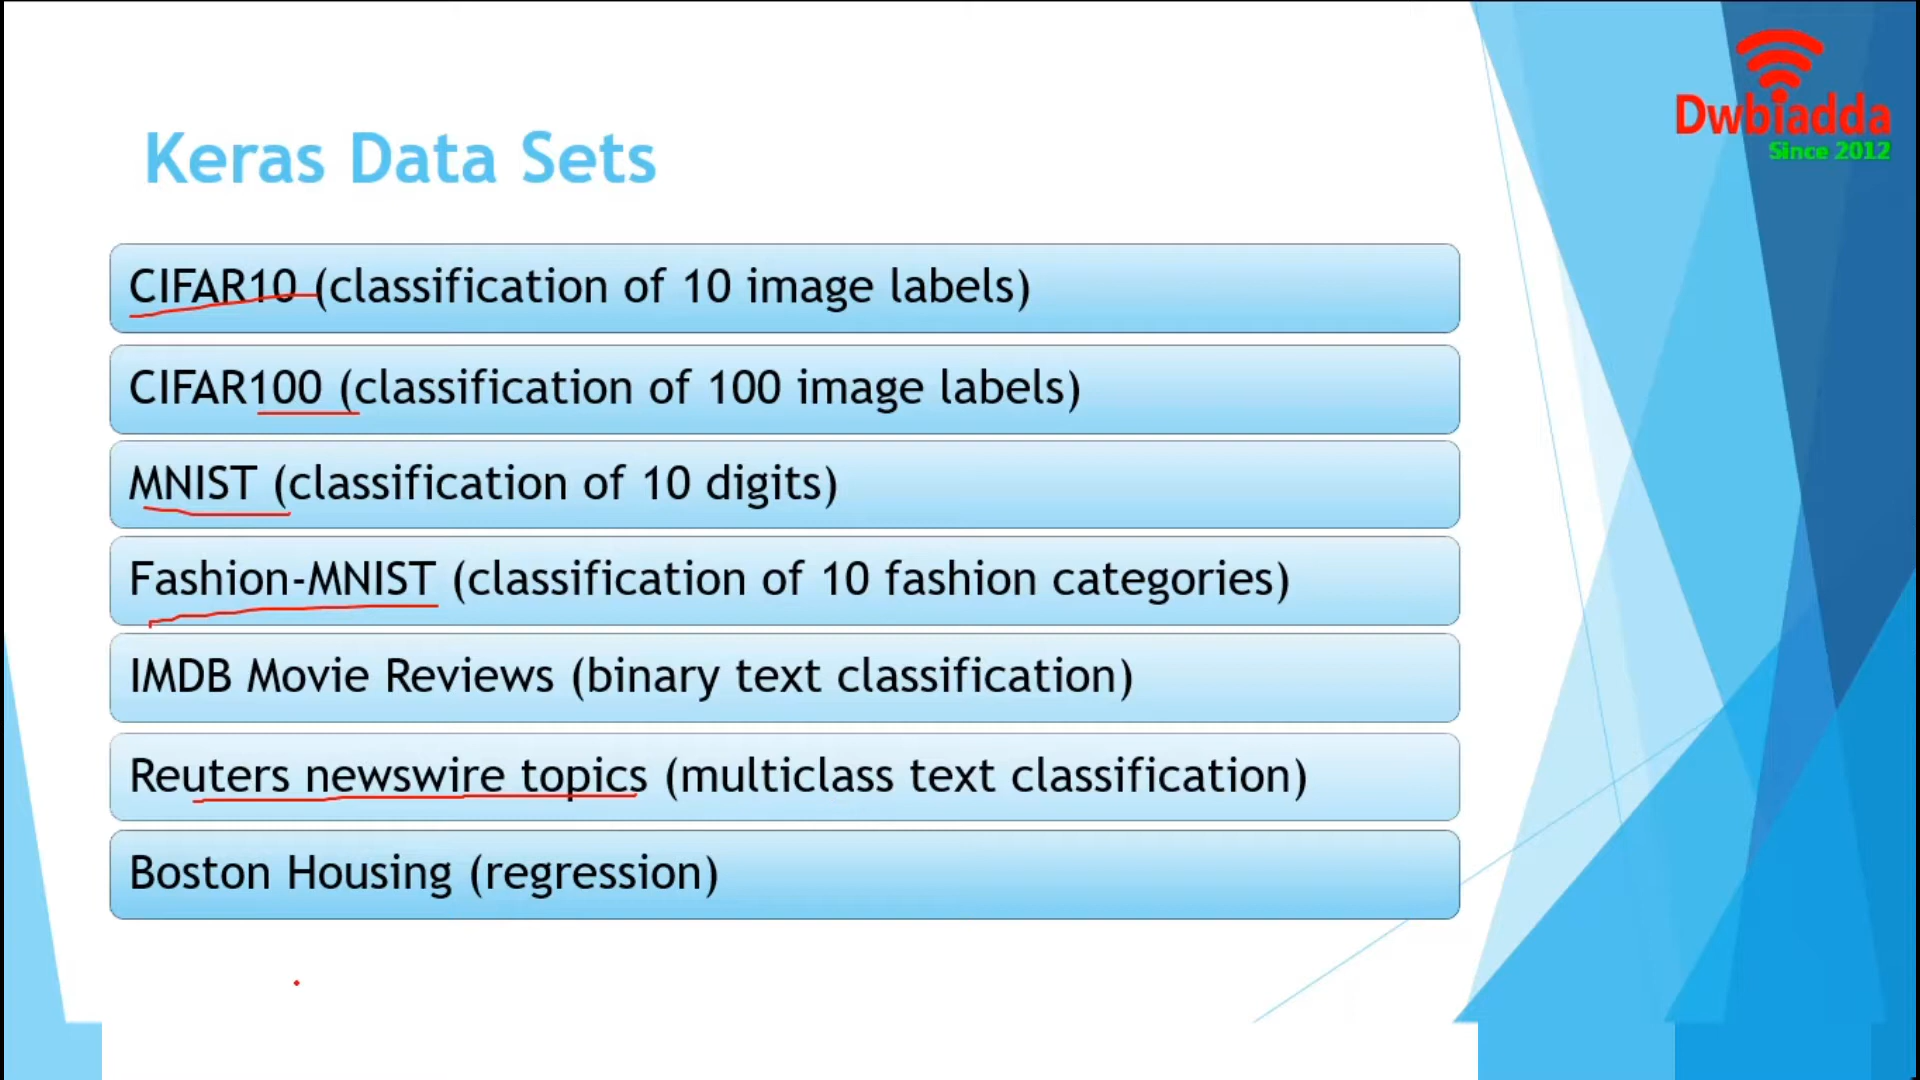 Dwbiadda
Since 2012
Keras Data Sets
CIFAR10 (classification of 10 image labels)
CIFAR100 (classification of 100 image labels)
MNIST (classification of 10 digits)
Fashion-MNIST (classification of 10 fashion categories)
IMDB Movie Reviews (binary text classification)
Reuters newswire topics (multiclass text classification)
Boston Housing (regression)